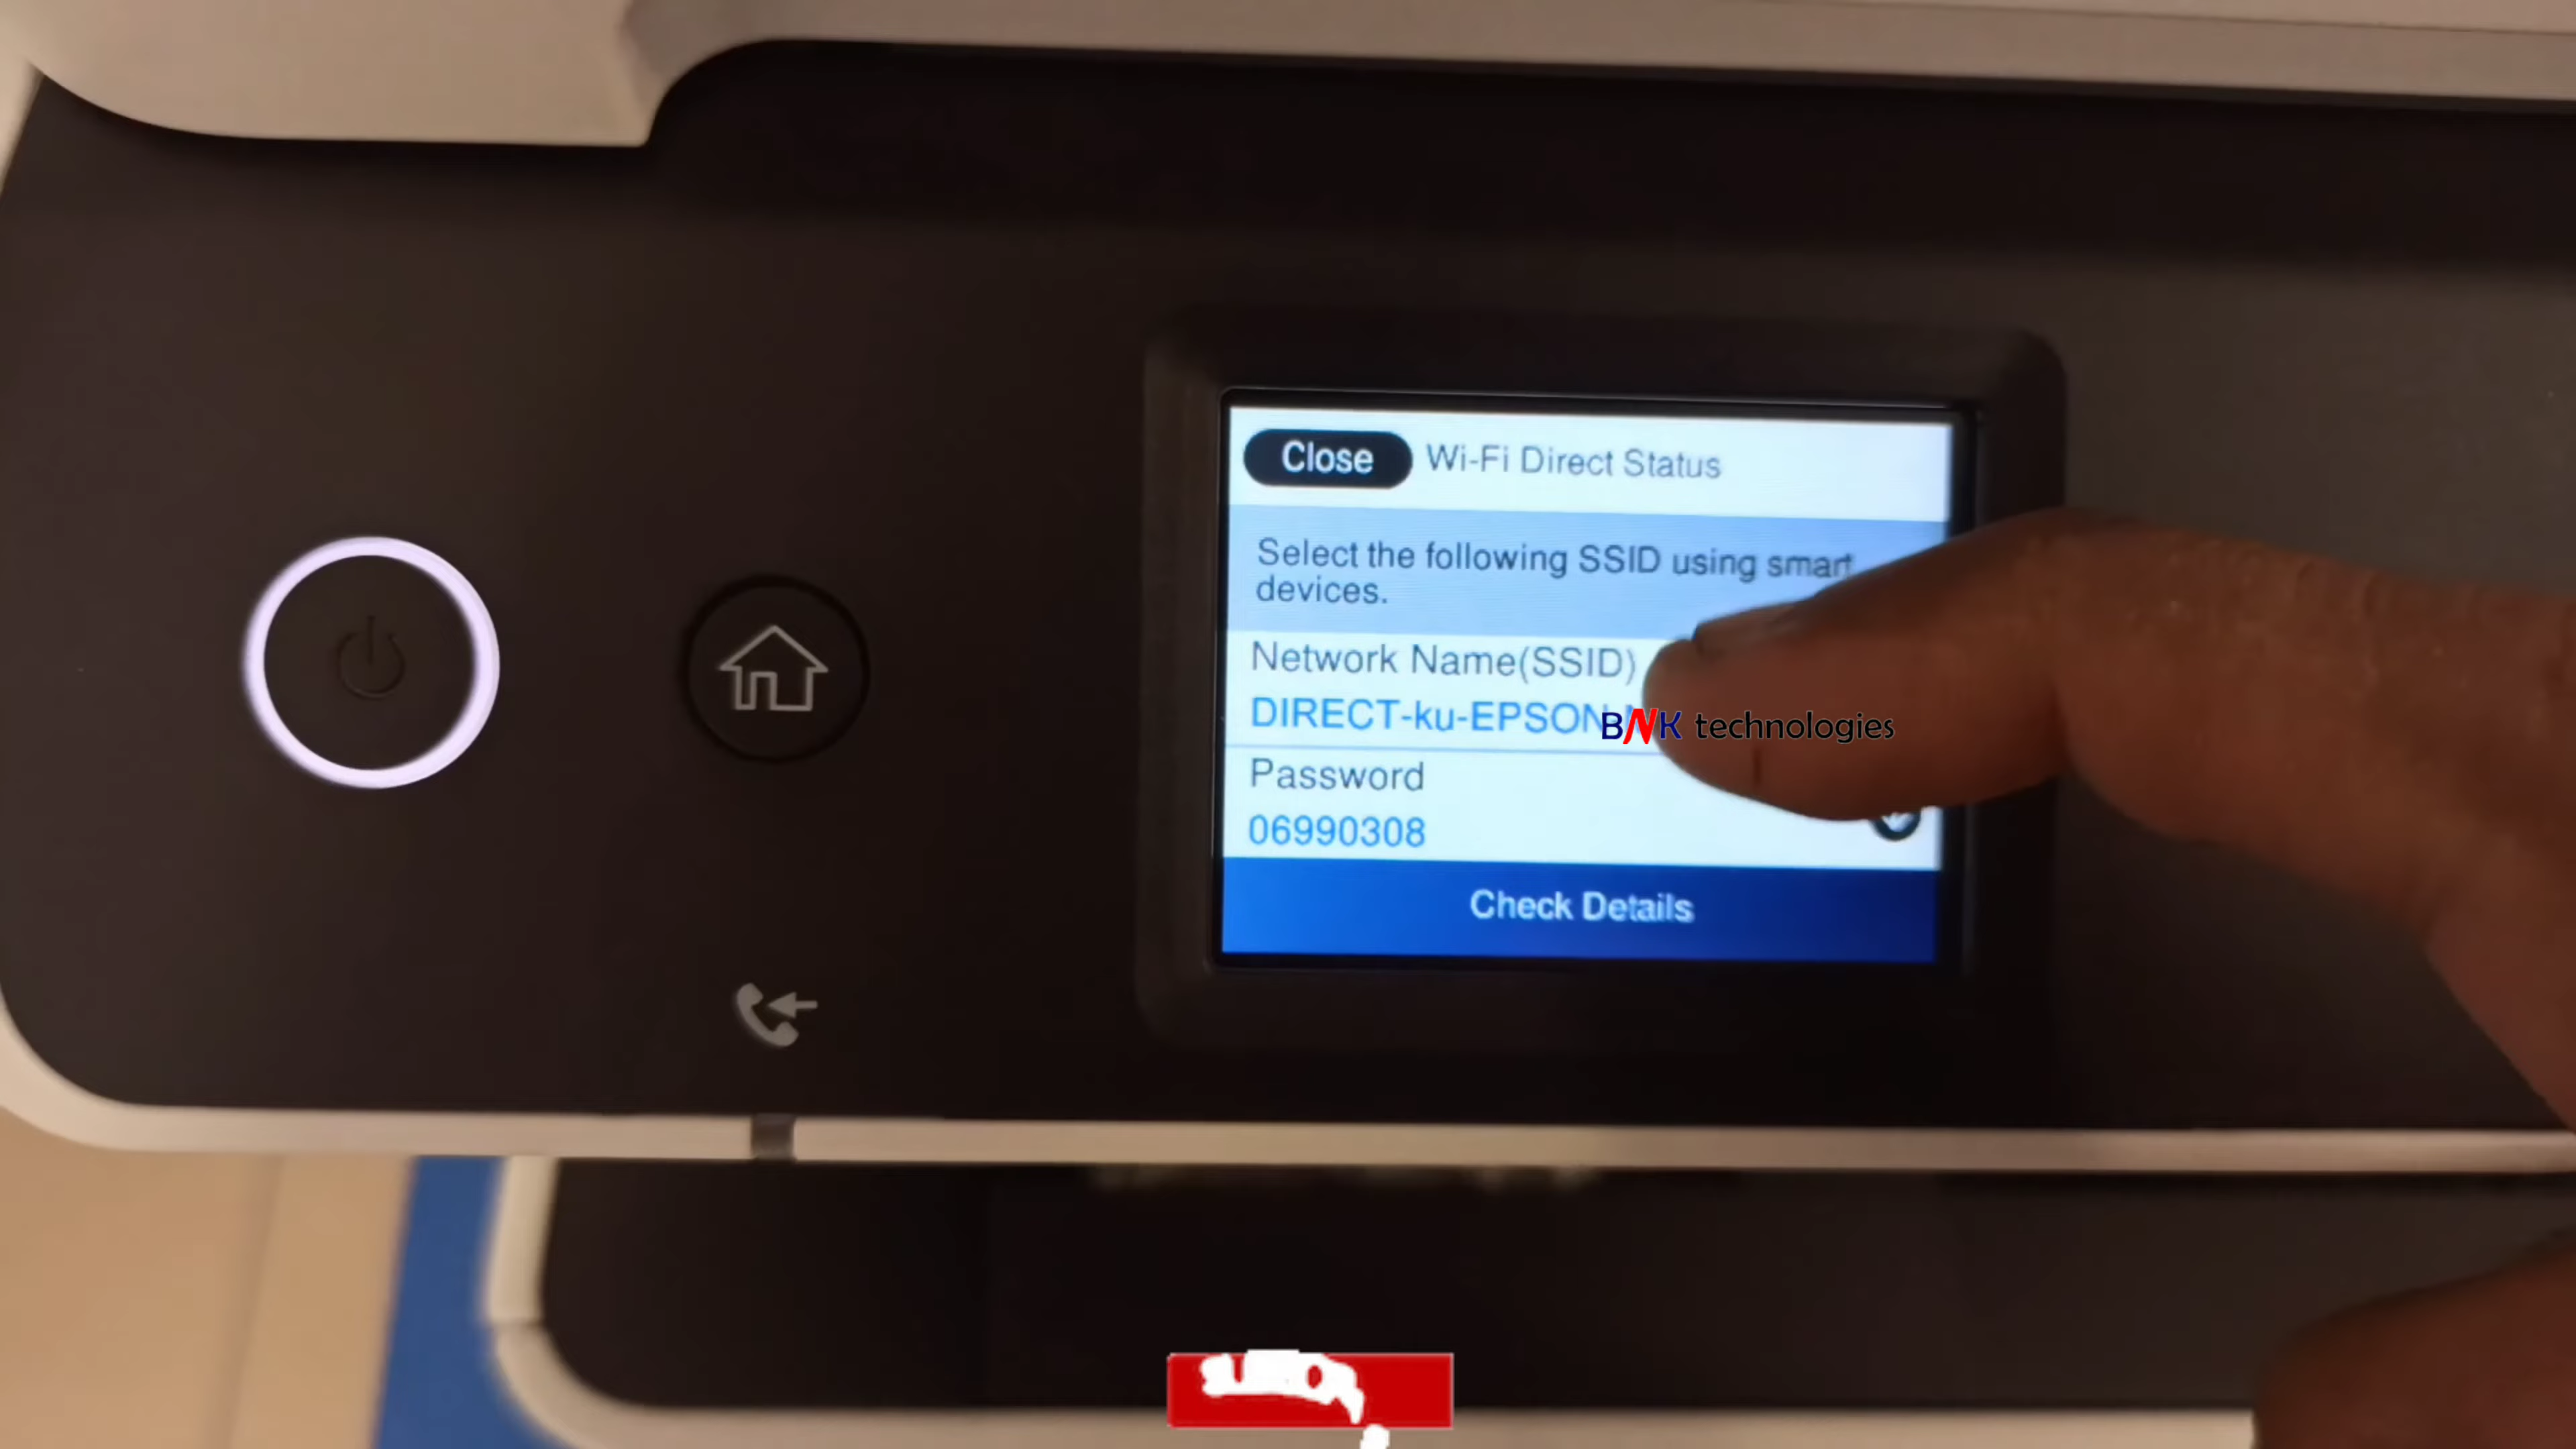 Close Wi-Fi Direct Status
Select the following SSID using smart
devices.
Network Name(SSID)
DIRECT-ku-EPSON
BNK technologies
Password
06990308
Check Details